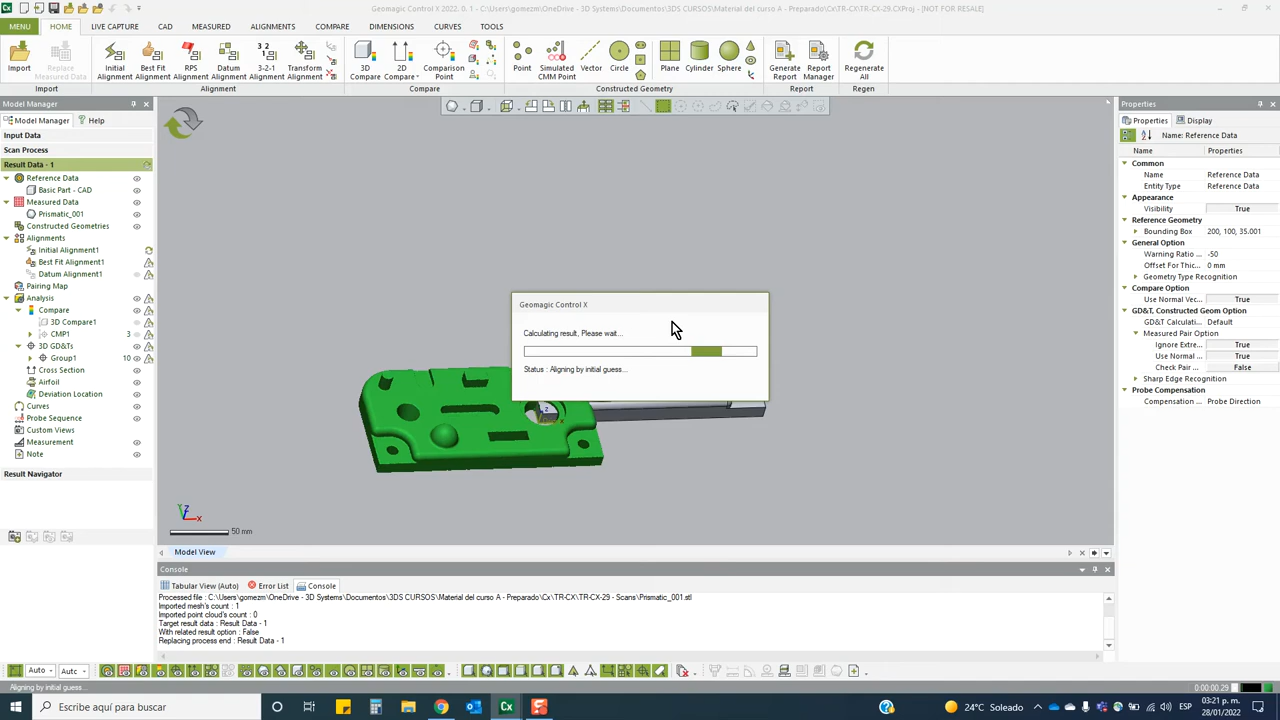 Geomagic Control X 2022. 0. 1 - C:\Users\gomezm\OneDrive - 3D Systems\Documentos\3DS CURSOS\Material del curso A - Preparado\Cx\TR-CX\TR-CX-29.CXProj - [NOT FOR RESALE]
MENU HOME LIVE CAPTURE CAD MEASURED ALIGNMENTS COMPARE DIMENSIONS CURVES NOTES TOOLS
Import
Replace Measured Data
Initial Alignment
Best Fit Alignment
RPS Alignment
Datum Alignment
3-2-1 Alignment
Transform Alignment
3D Compare
2D Compare
Comparison Point
Point
Simulated CMM Point
Vector
Circle
Plane
Cylinder
Sphere
Generate Report
Report Manager
Regenerate All
Import Alignment Compare Constructed Geometry Report Regen
Model Manager
Model Manager Help
Input Data
Scan Process
Result Data - 1
Reference Data
Basic Part - CAD
Measured Data
Prismatic_001
Constructed Geometries
Alignments
Initial Alignment1
Best Fit Alignment1
Datum Alignment1
Pairing Map
Analysis
Compare
3D Compare1
CMP1 3
3D GD&Ts
Group1 10
Cross Section
Airfoil
Deviation Location
Curves
Probe Sequence
Custom Views
Measurement
Note
Result Navigator
Geomagic Control X
Calculating result, Please wait...
Status : Aligning by initial guess...
50 mm
Model View
Properties
Properties Display Name: Reference Data
Name Properties
Common
Name Reference Data
Entity Type Reference Data
Appearance
Visibility True
Reference Geometry
Bounding Box 200, 100, 35.001
General Option
Warning Ratio ... -50
Offset For Thic... 0 mm
Geometry Type Recognition
Compare Option
Use Normal Vec... True
GD&T, Constructed Geom Option
GD&T Calculati... Default
Measured Pair Option
Ignore Extre... True
Use Normal ... True
Check Pair ... False
Sharp Edge Recognition
Probe Compensation
Compensation ... Probe Direction
Console
Tabular View (Auto) Error List Console
Processed file : C:\Users\gomezm\OneDrive - 3D Systems\Documentos\3DS CURSOS\Material del curso A - Preparado\Cx\TR-CX\TR-CX-29 - Scans\Prismatic_001.stl
Imported mesh's count : 1
Imported point cloud's count : 0
Target result data : Result Data - 1
With related result option : False
Replacing process end : Result Data - 1
Auto Autc
Aligning by initial guess...
0:00:00.29
Escribe aquí para buscar
24°C Soleado
ESP
03:21 p. m.
28/01/2022